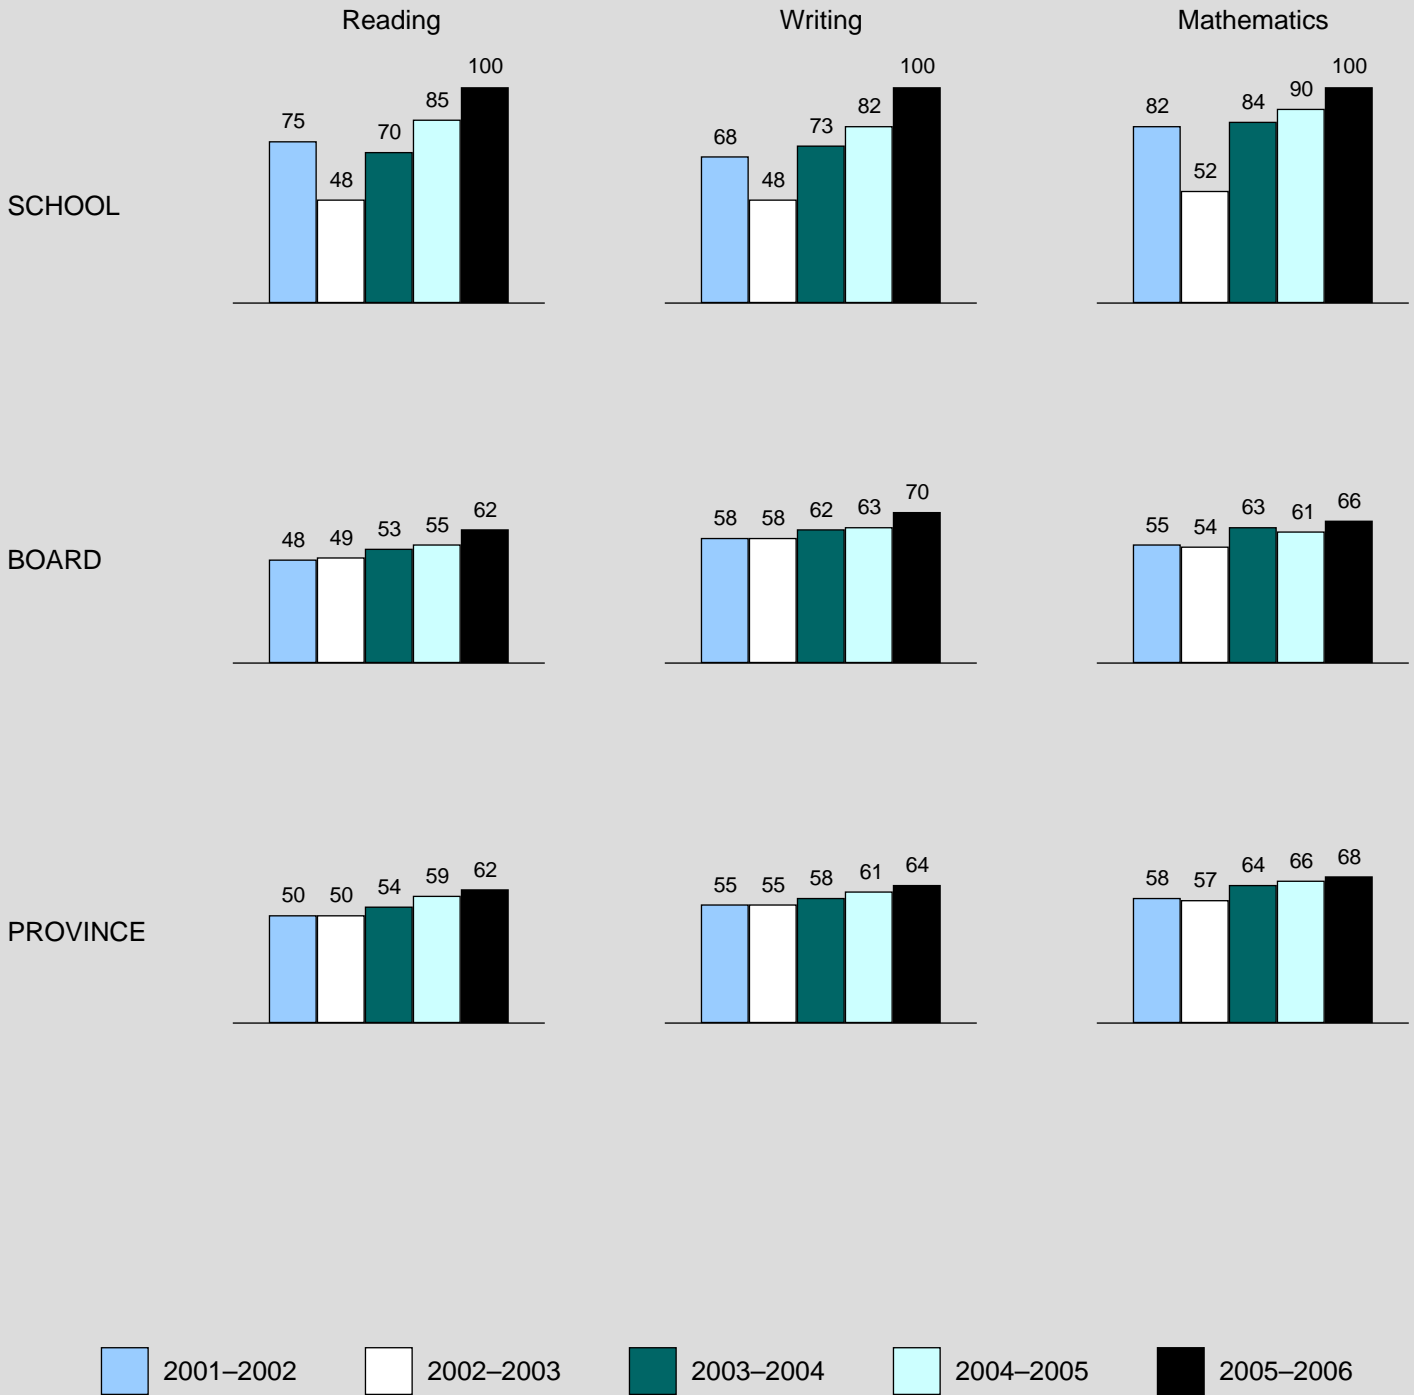 Reading Writing Mathematics
SCHOOL
75 48 70 85 100
68 48 73 82 100
82 52 84 90 100
BOARD
48 49 53 55 62
58 58 62 63 70
55 54 63 61 66
PROVINCE
50 50 54 59 62
55 55 58 61 64
58 57 64 66 68
2001–2002 2002–2003 2003–2004 2004–2005 2005–2006